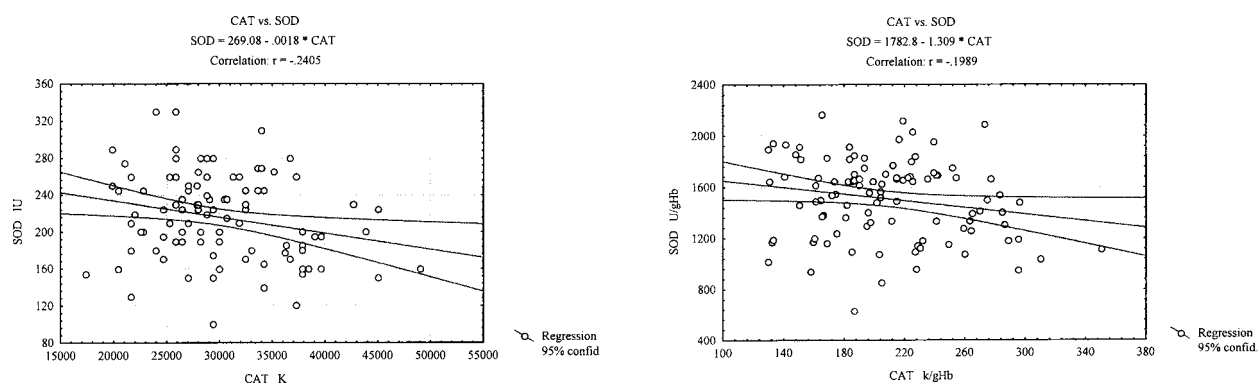 CAT vs. SOD
SOD = 269.08 - .0018 * CAT
Correlation: r = -.2405
360
320
280
240
200
160
120
80
SOD IU
15000 20000 25000 30000 35000 40000 45000 50000 55000
CAT K
Regression
95% confid
CAT vs. SOD
SOD = 1782.8 - 1.309 * CAT
Correlation: r = -.1989
2400
2000
1600
1200
800
400
SOD U/gHb
100 140 180 220 260 300 340 380
CAT k/gHb
Regression
95% confid.